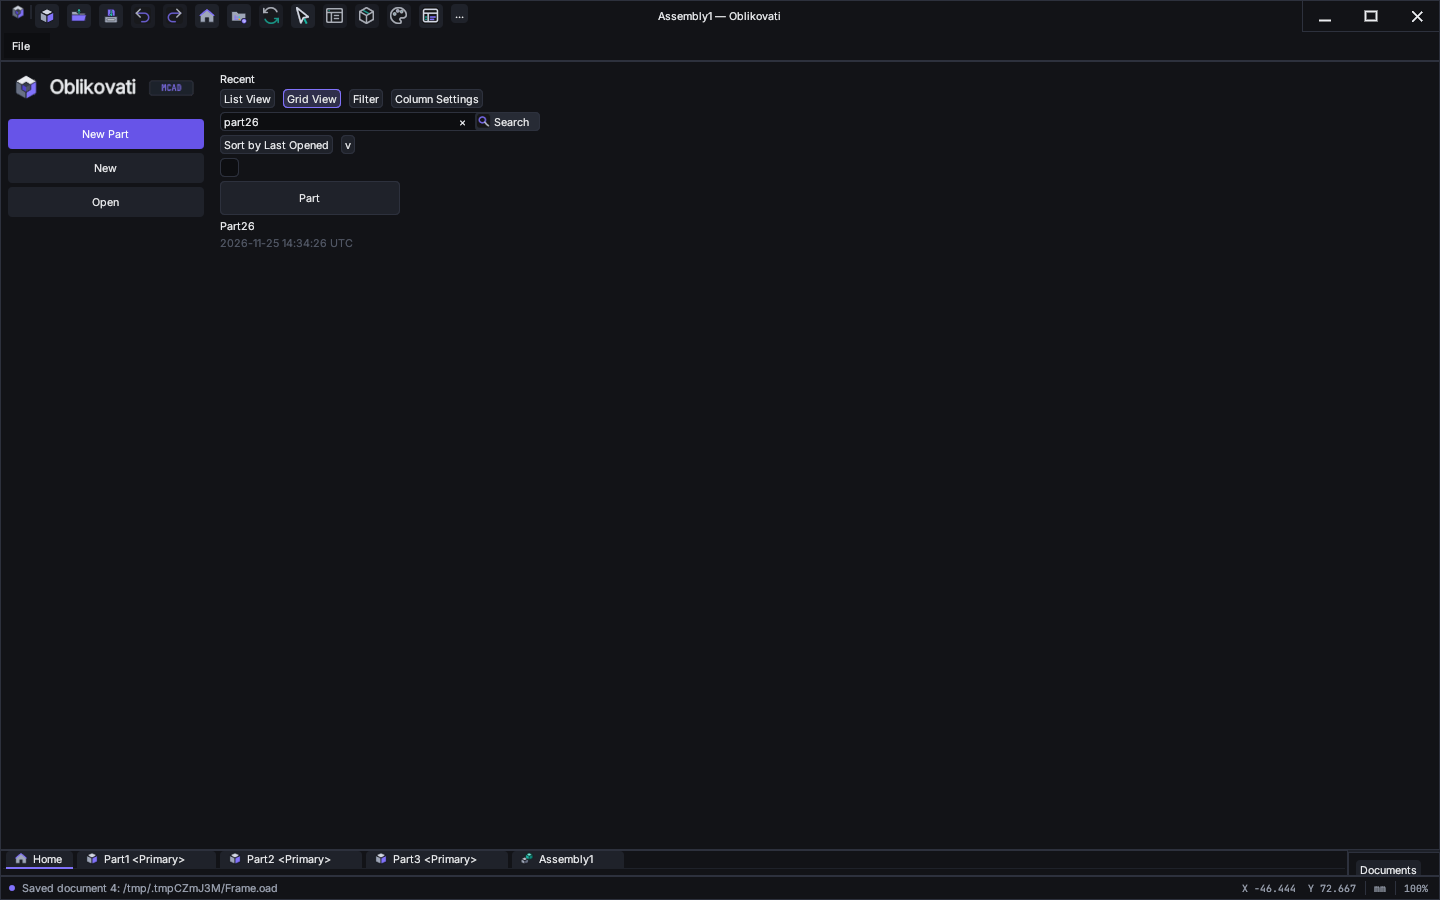 Assembly1 — Oblikovati
File
Oblikovati MCAD
New Part
New
Open
Recent
List View Grid View Filter Column Settings
part26 × Search
Sort by Last Opened v
Part
Part26
2026-11-25 14:34:26 UTC
Home Part1 <Primary> Part2 <Primary> Part3 <Primary> Assembly1
Documents
Saved document 4: /tmp/.tmpCZmJ3M/Frame.oad X -46.444 Y 72.667 mm 100%